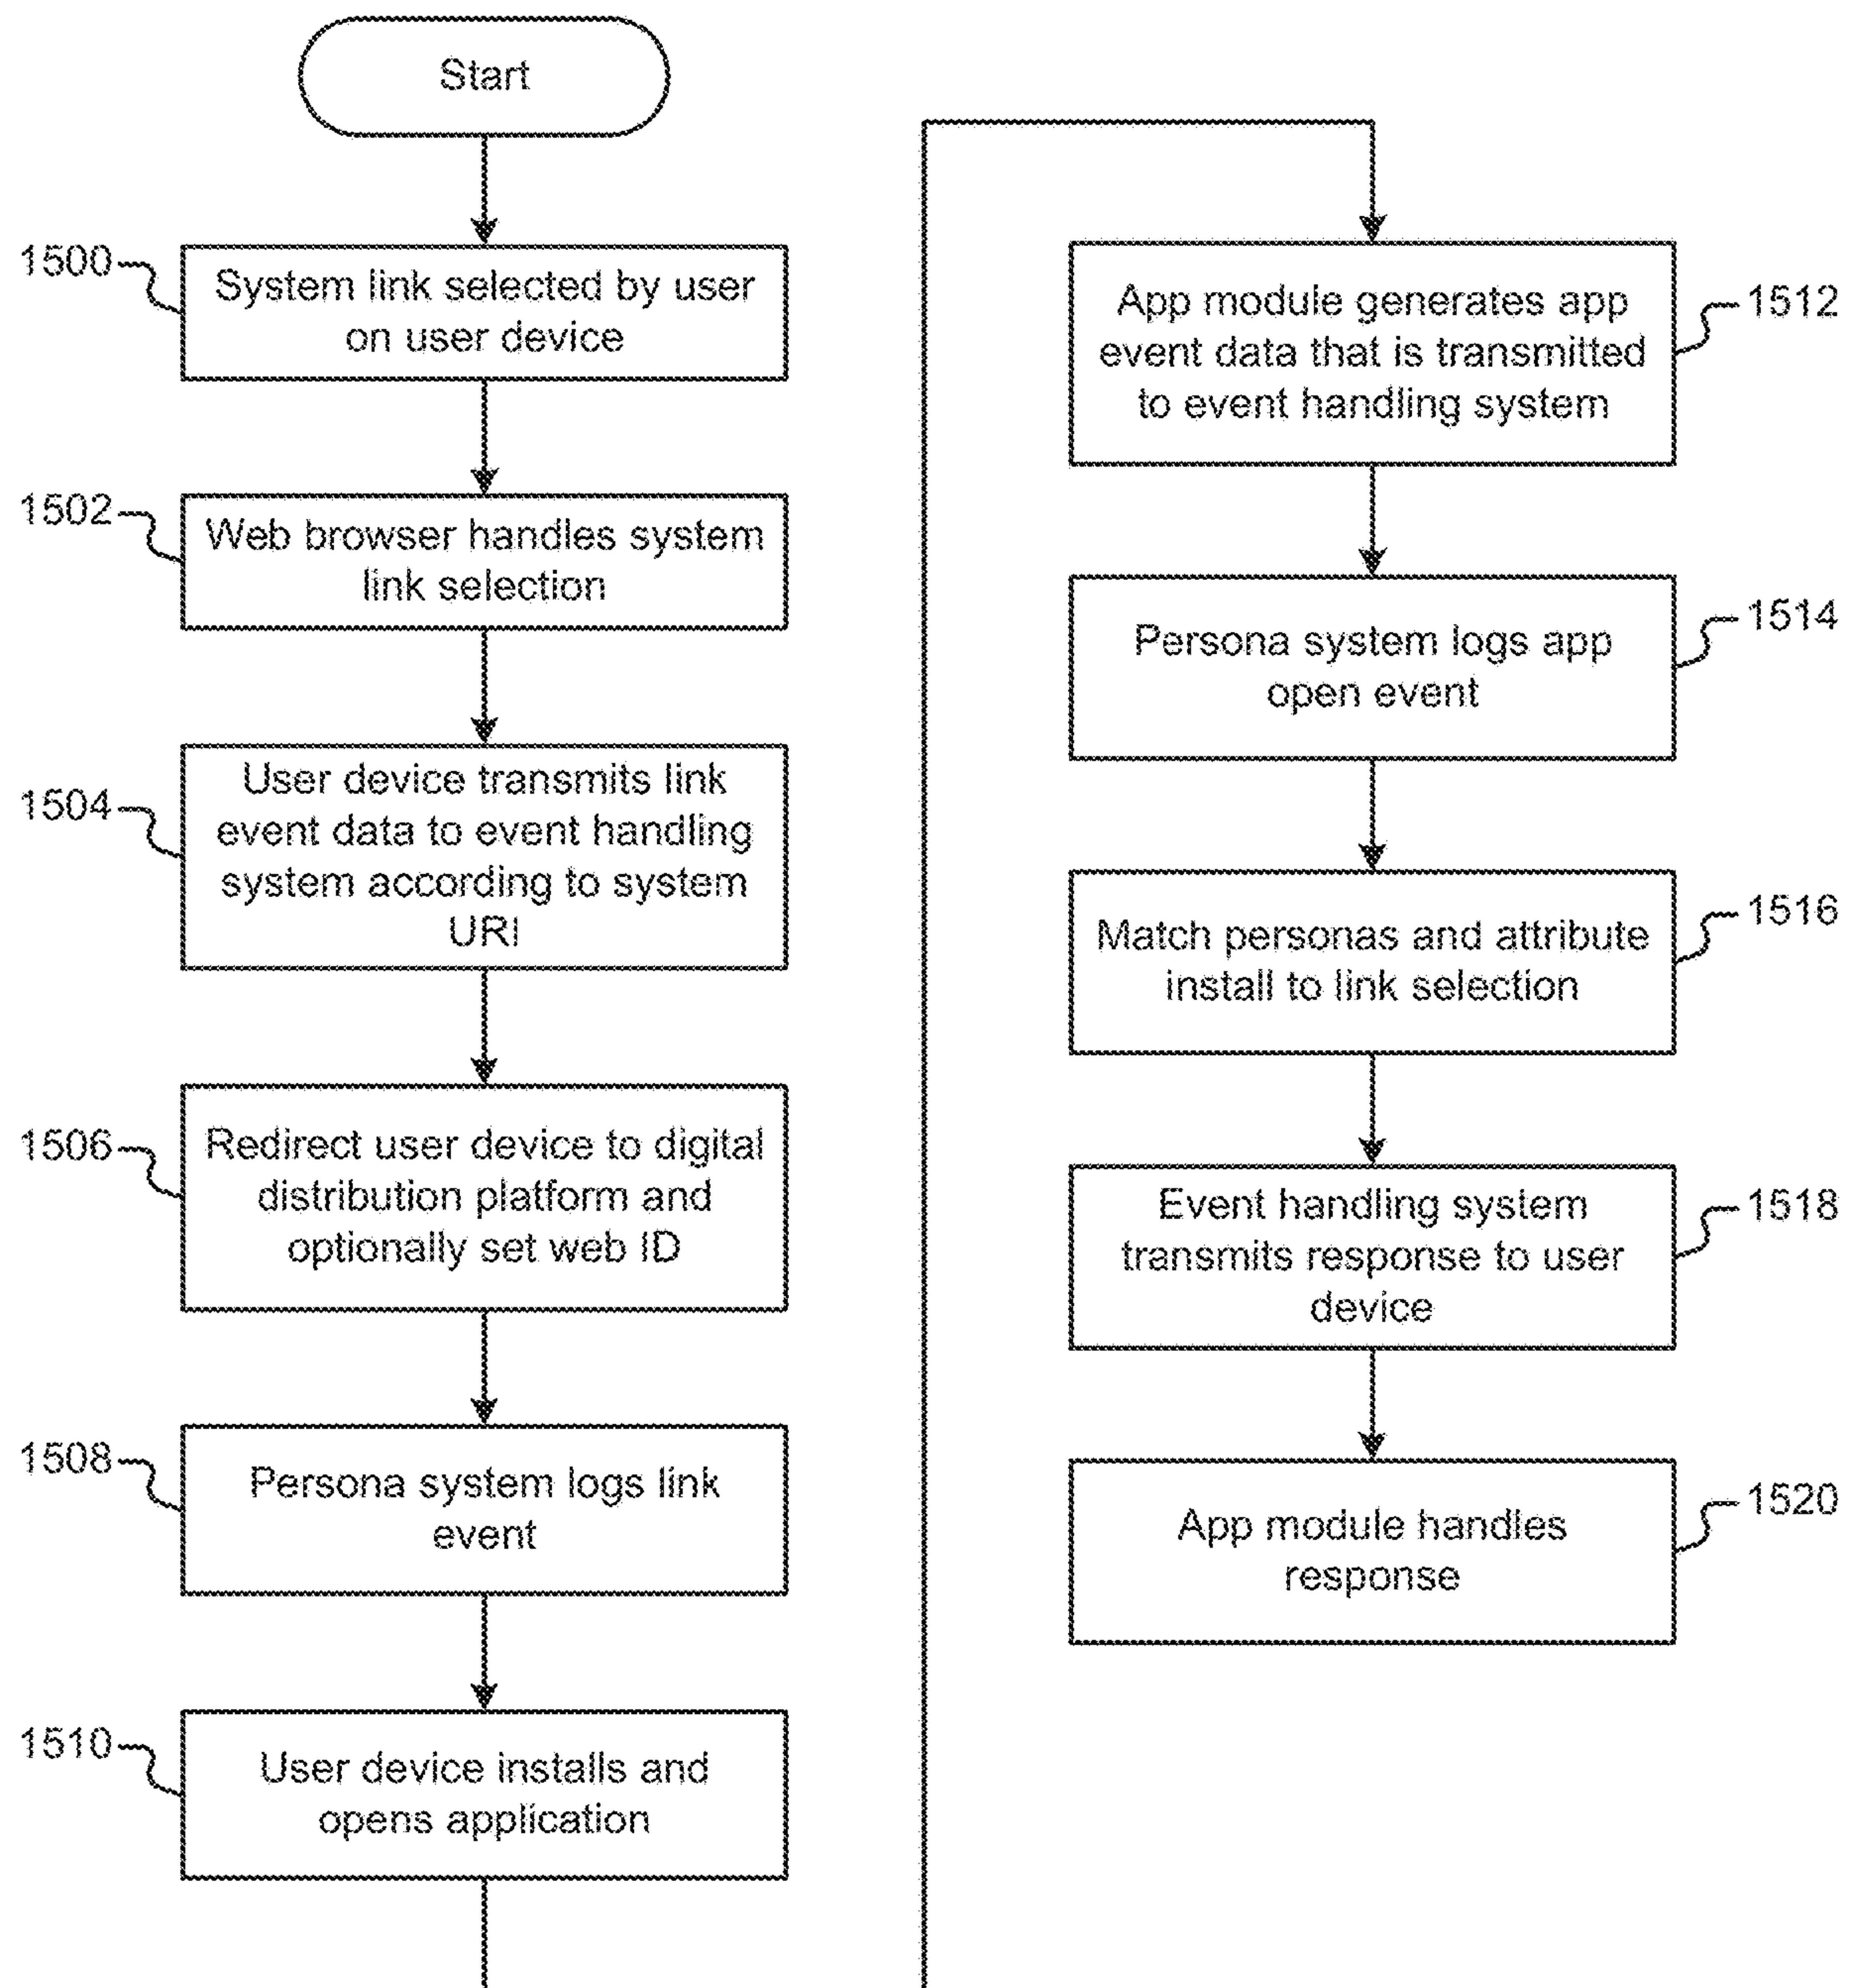 Start
1500
System link selected by user
on user device
1502
Web browser handles system
link selection
1504
User device transmits link
event data to event handling
system according to system
URI
1506
Redirect user device to digital
distribution platform and
optionally set web ID
1508
Persona system logs link
event
1510
User device installs and
opens application
1512
App module generates app
event data that is transmitted
to event handling system
1514
Persona system logs app
open event
1516
Match personas and attribute
install to link selection
1518
Event handling system
transmits response to user
device
1520
App module handles
response